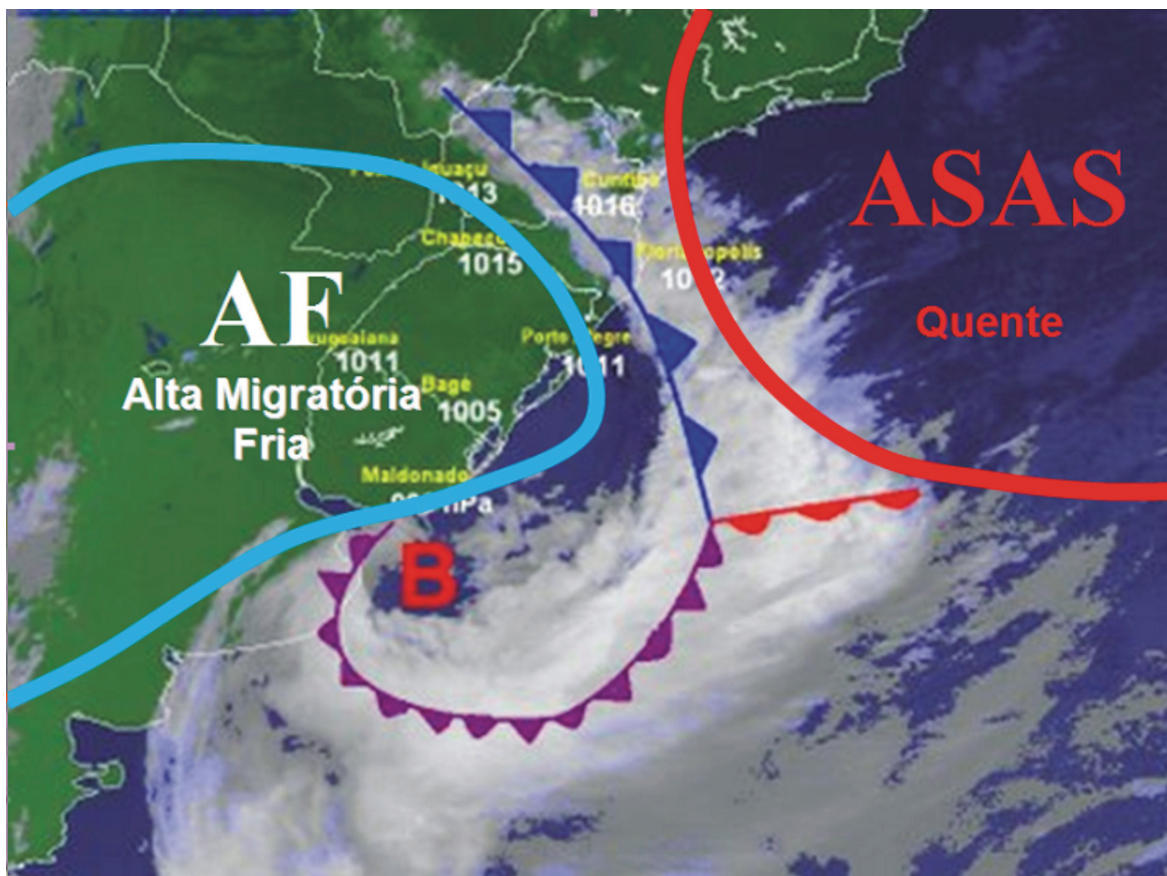 1013
Curitiba
1016
ASAS
Chapecó
1015
Florianópolis
AF
Quente
Uruguaiana
1011
Porto Alegre
1011
Alta Migratória
Fria
Bagé
1005
Maldonado
hPa
B